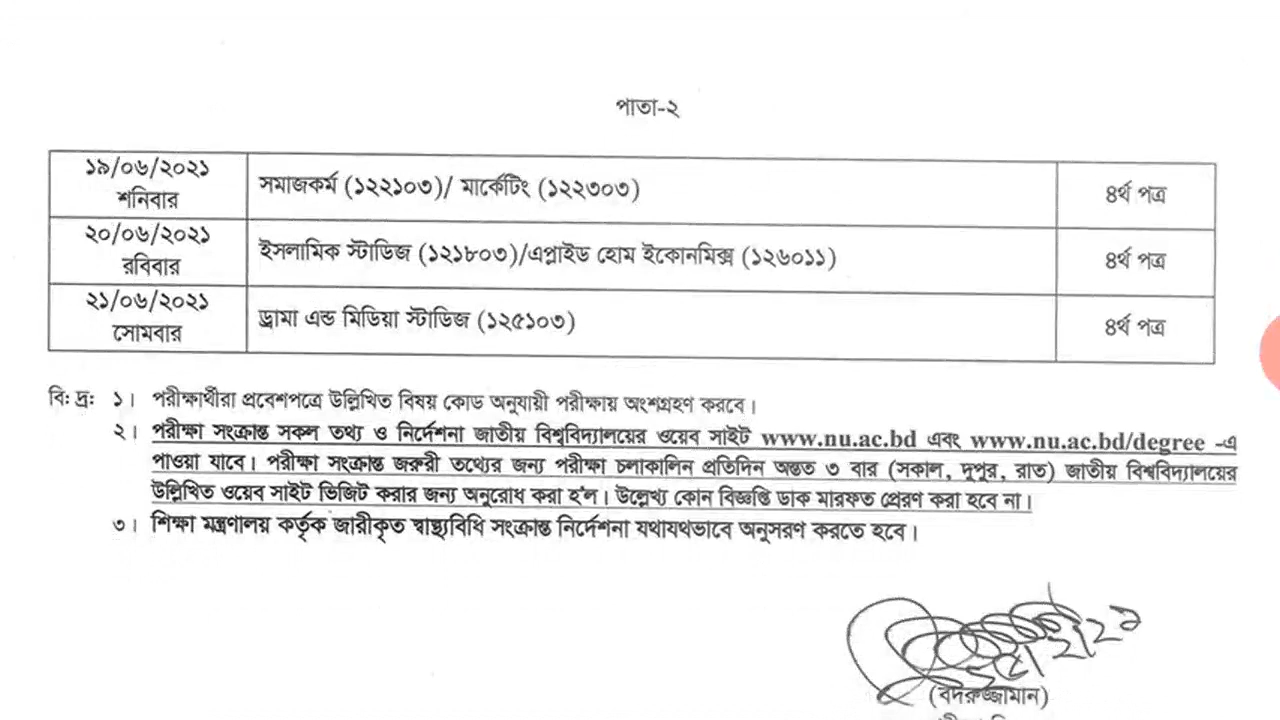 পাতা-২
১৯/০৬/২০২১
শনিবার
সমাজকর্ম (১২২১০৩)/ মার্কেটিং (১২২৩০৩)
৪র্থ পত্র
২০/০৬/২০২১
রবিবার
ইসলামিক স্টাডিজ (১২১৮০৩)/এপ্লাইড হোম ইকোনমিক্স (১২৬০১১)
৪র্থ পত্র
২১/০৬/২০২১
সোমবার
ড্রামা এন্ড মিডিয়া স্টাডিজ (১২৫১০৩)
৪র্থ পত্র
বিঃ দ্রঃ ১। পরীক্ষার্থীরা প্রবেশপত্রে উল্লিখিত বিষয় কোড অনুযায়ী পরীক্ষায় অংশগ্রহণ করবে।
২। পরীক্ষা সংক্রান্ত সকল তথ্য ও নির্দেশনা জাতীয় বিশ্ববিদ্যালয়ের ওয়েব সাইট www.nu.ac.bd এবং www.nu.ac.bd/degree -এ
পাওয়া যাবে। পরীক্ষা সংক্রান্ত জরুরী তথ্যের জন্য পরীক্ষা চলাকালিন প্রতিদিন অন্তত ৩ বার (সকাল, দুপুর, রাত) জাতীয় বিশ্ববিদ্যালয়ের
উল্লিখিত ওয়েব সাইট ভিজিট করার জন্য অনুরোধ করা হ'ল। উল্লেখ্য কোন বিজ্ঞপ্তি ডাক মারফত প্রেরণ করা হবে না।
৩। শিক্ষা মন্ত্রণালয় কর্তৃক জারীকৃত স্বাস্থ্যবিধি সংক্রান্ত নির্দেশনা যথাযথভাবে অনুসরণ করতে হবে।
(বদরুজ্জামান)